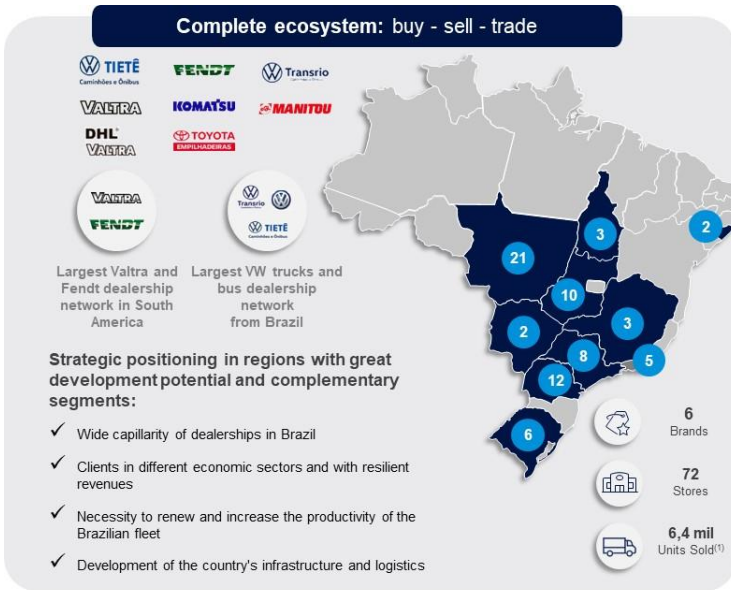 Complete ecosystem: buy - sell - trade
TIETÊ
Caminhões e Ônibus
FENDT
Transrio
VALTRA
KOMATSU
MANITOU
DHL
VALTRA
TOYOTA
EMPILHADEIRAS
VALTRA
FENDT
Transrio
TIETÊ
Caminhões e Ônibus
Largest Valtra and
Fendt dealership
network in South
America
Largest VW trucks and
bus dealership
network
from Brazil
2
3
21
10
2
3
8
5
12
6
Strategic positioning in regions with great
development potential and complementary
segments:
✓ Wide capillarity of dealerships in Brazil
✓ Clients in different economic sectors and with resilient
revenues
✓ Necessity to renew and increase the productivity of the
Brazilian fleet
✓ Development of the country's infrastructure and logistics
6
Brands
72
Stores
6,4 mil
Units Sold(1)